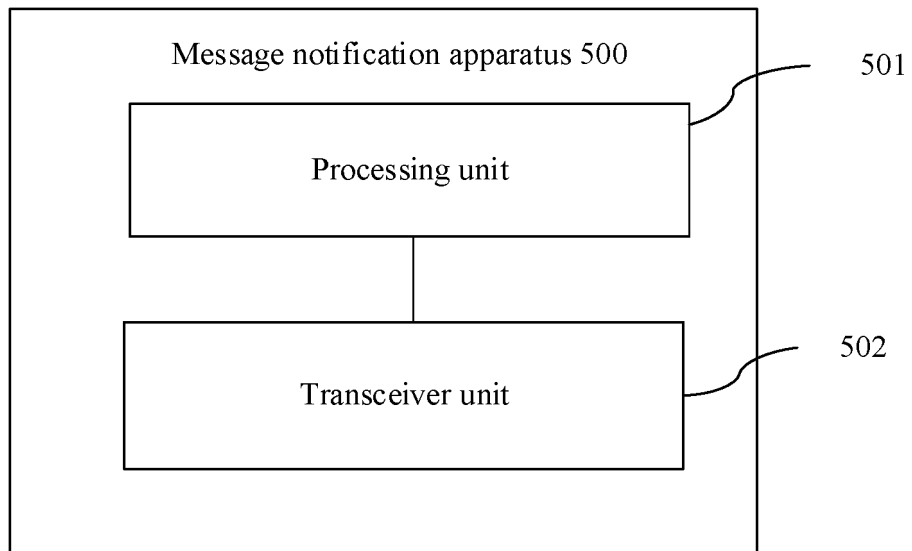 Message notification apparatus 500
501
Processing unit
502
Transceiver unit